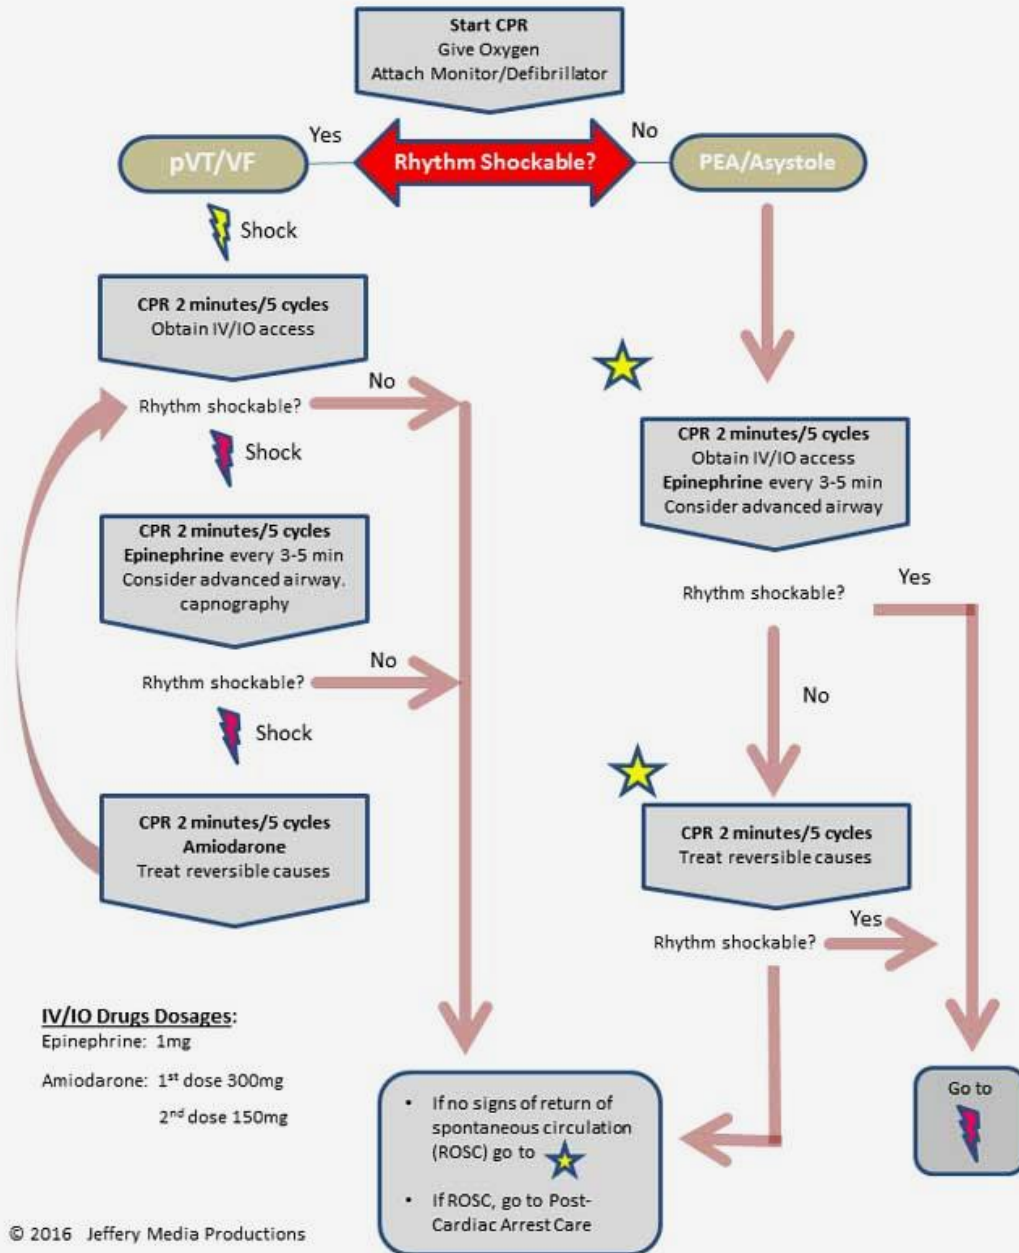 Start CPR
Give Oxygen
Attach Monitor/Defibrillator
Yes
No
pVT/VF
Rhythm Shockable?
PEA/Asystole
Shock
CPR 2 minutes/5 cycles
Obtain IV/IO access
No
Rhythm shockable?
Shock
CPR 2 minutes/5 cycles
Epinephrine every 3-5 min
Consider advanced airway.
capnography
No
Rhythm shockable?
Shock
CPR 2 minutes/5 cycles
Amiodarone
Treat reversible causes
CPR 2 minutes/5 cycles
Obtain IV/IO access
Epinephrine every 3-5 min
Consider advanced airway
Yes
Rhythm shockable?
No
CPR 2 minutes/5 cycles
Treat reversible causes
Yes
Rhythm shockable?
IV/IO Drugs Dosages:
Epinephrine: 1mg
Amiodarone: 1st dose 300mg
2nd dose 150mg
• If no signs of return of
spontaneous circulation
(ROSC) go to
• If ROSC, go to Post-
Cardiac Arrest Care
Go to
© 2016 Jeffery Media Productions